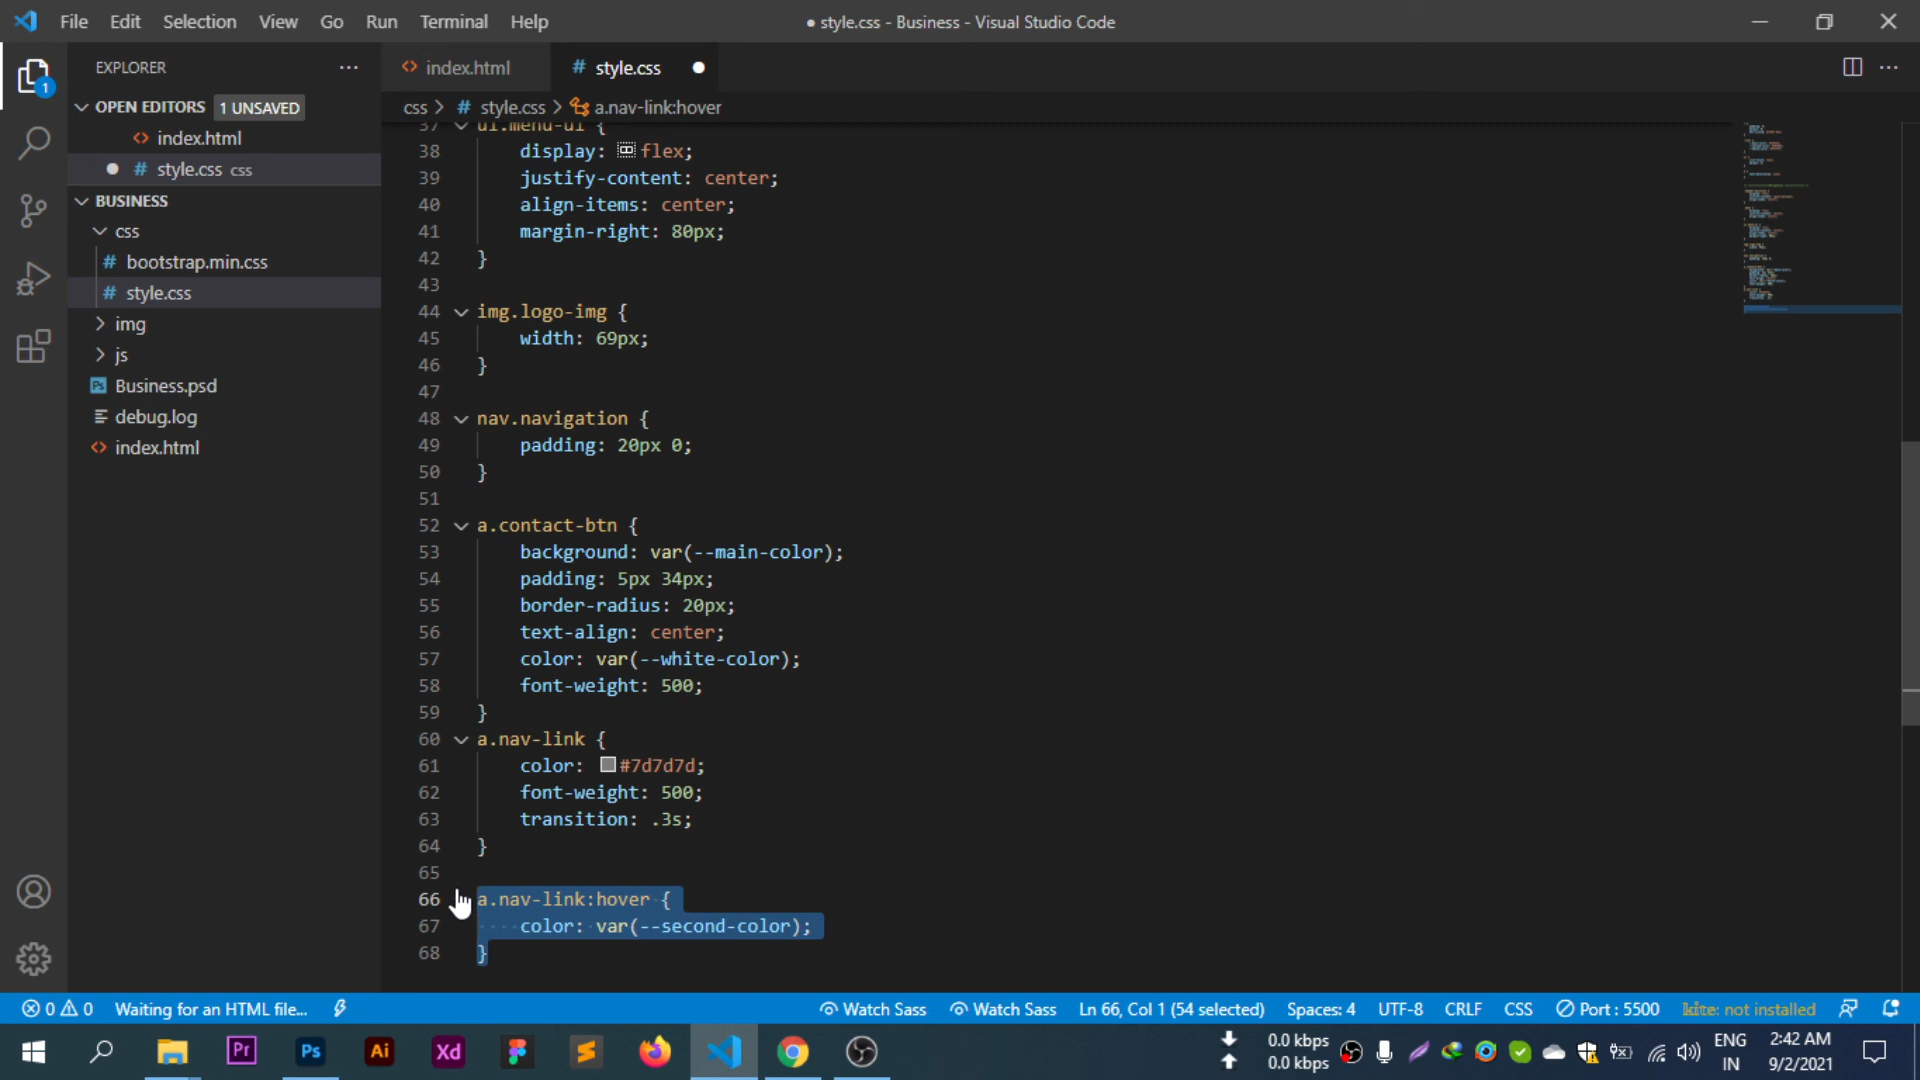 File Edit Selection View Go Run Terminal Help
● style.css - Business - Visual Studio Code
EXPLORER
OPEN EDITORS 1 UNSAVED
index.html
style.css css
BUSINESS
css
bootstrap.min.css
style.css
img
js
Business.psd
debug.log
index.html
1
index.html
style.css
css > # style.css > a.nav-link:hover
37 ul.menu-ul {
38 display: flex;
39 justify-content: center;
40 align-items: center;
41 margin-right: 80px;
42 }
43
44 img.logo-img {
45 width: 69px;
46 }
47
48 nav.navigation {
49 padding: 20px 0;
50 }
51
52 a.contact-btn {
53 background: var(--main-color);
54 padding: 5px 34px;
55 border-radius: 20px;
56 text-align: center;
57 color: var(--white-color);
58 font-weight: 500;
59 }
60 a.nav-link {
61 color: #7d7d7d;
62 font-weight: 500;
63 transition: .3s;
64 }
65
66 a.nav-link:hover {
67 color: var(--second-color);
68 }
0 0 Waiting for an HTML file... Watch Sass Watch Sass Ln 66, Col 1 (54 selected) Spaces: 4 UTF-8 CRLF CSS Port : 5500 kite: not installed
Pr Ps Ai Xd
0.0 kbps
0.0 kbps
ENG
IN
2:42 AM
9/2/2021